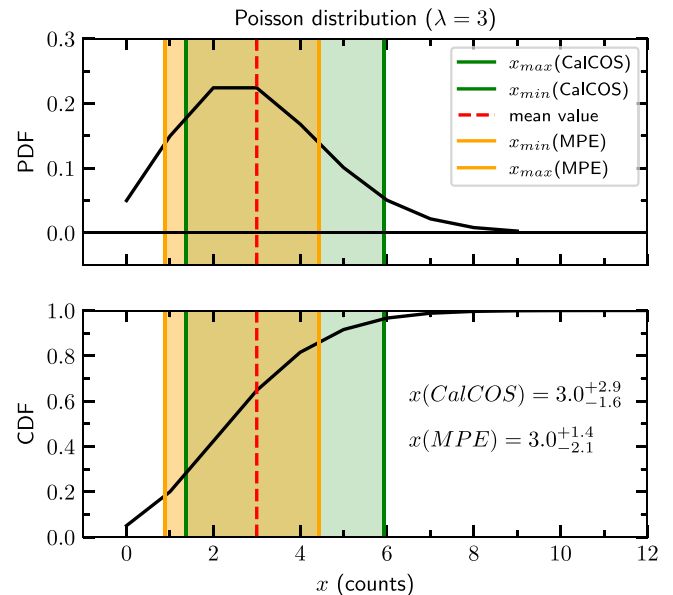 Poisson distribution (λ = 3)
0.3
0.2
0.1
0.0
PDF
x_max(CalCOS)
x_min(CalCOS)
mean value
x_min(MPE)
x_max(MPE)
1.0
0.8
0.6
0.4
0.2
0.0
CDF
x(CalCOS) = 3.0^{+2.9}_{-1.6}
x(MPE) = 3.0^{+1.4}_{-2.1}
0 2 4 6 8 10 12
x (counts)